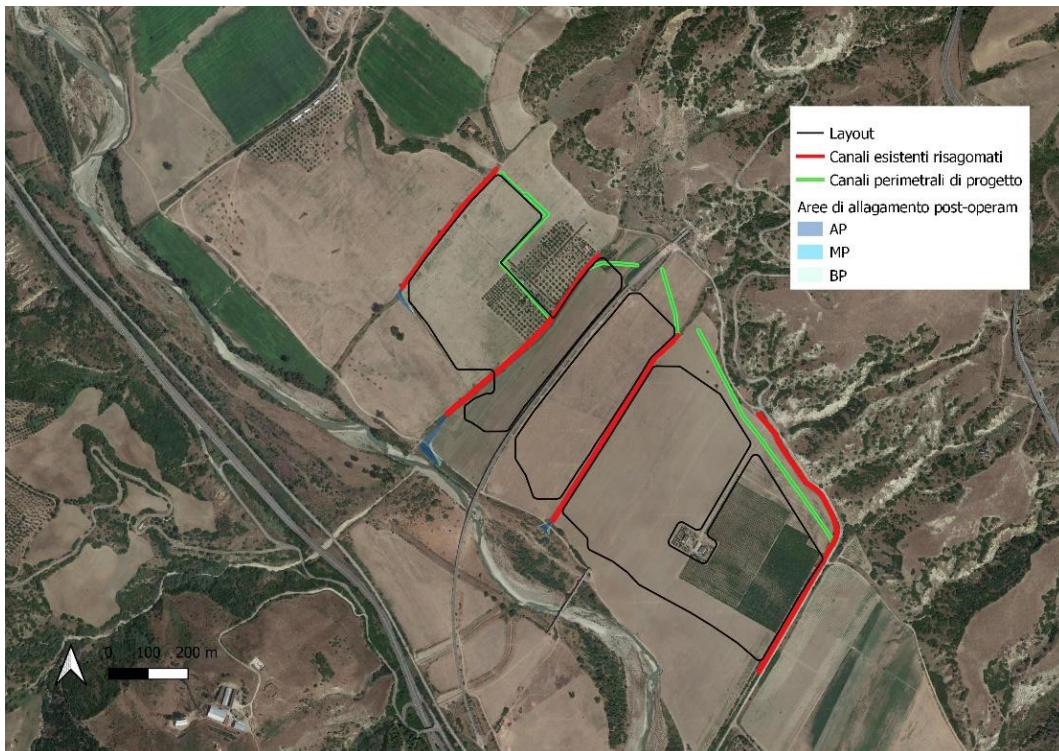 Layout
Canali esistenti risagomati
Canali perimetrali di progetto
Aree di allagamento post-operam
AP
MP
BP
0 100 200 m